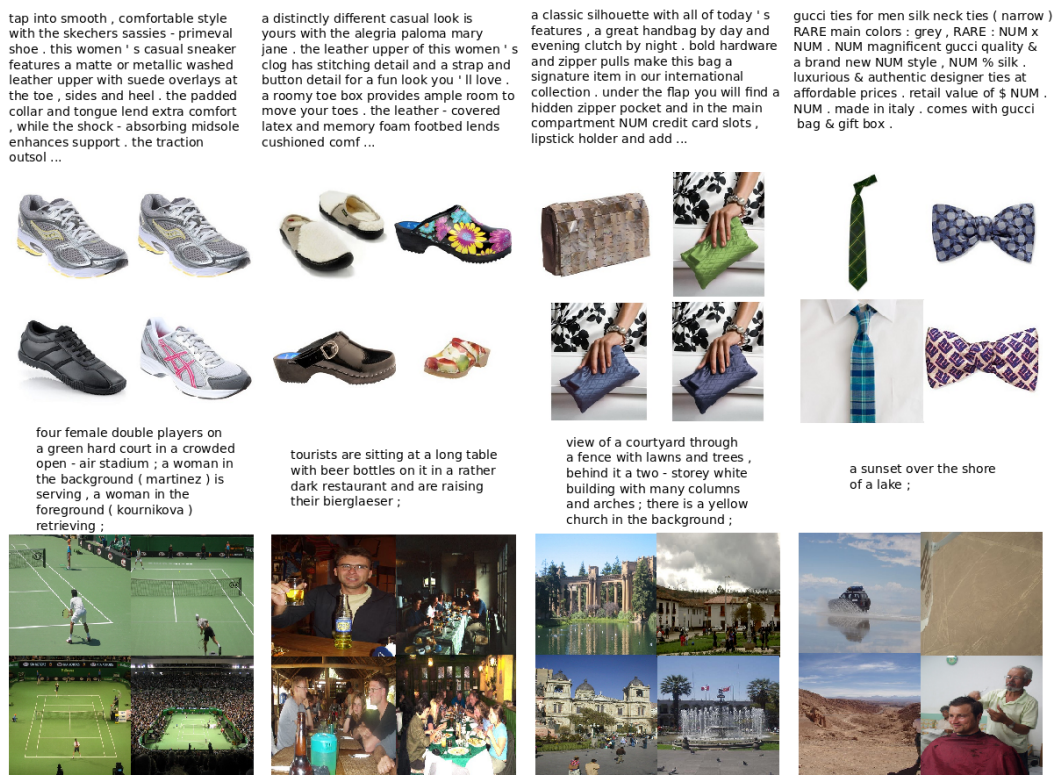 tap into smooth , comfortable style
with the skechers sassies - primeval
shoe . this women ' s casual sneaker
features a matte or metallic washed
leather upper with suede overlays at
the toe , sides and heel . the padded
collar and tongue lend extra comfort
, while the shock - absorbing midsole
enhances support . the traction
outsol ...
a distinctly different casual look is
yours with the alegria paloma mary
jane . the leather upper of this women ' s
clog has stitching detail and a strap and
button detail for a fun look you ' ll love .
a roomy toe box provides ample room to
move your toes . the leather - covered
latex and memory foam footbed lends
cushioned comf ...
a classic silhouette with all of today ' s
features , a great handbag by day and
evening clutch by night . bold hardware
and zipper pulls make this bag a
signature item in our international
collection . under the flap you will find a
hidden zipper pocket and in the main
compartment NUM credit card slots ,
lipstick holder and add ...
gucci ties for men silk neck ties ( narrow )
RARE main colors : grey , RARE : NUM x
NUM . NUM magnificent gucci quality &
a brand new NUM style , NUM % silk .
luxurious & authentic designer ties at
affordable prices . retail value of $ NUM .
NUM . made in italy . comes with gucci
bag & gift box .
four female double players on
a green hard court in a crowded
open - air stadium ; a woman in
the background ( martinez ) is
serving , a woman in the
foreground ( kournikova )
retrieving ;
tourists are sitting at a long table
with beer bottles on it in a rather
dark restaurant and are raising
their bierglaeser ;
view of a courtyard through
a fence with lawns and trees ,
behind it a two - storey white
building with many columns
and arches ; there is a yellow
church in the background ;
a sunset over the shore
of a lake ;